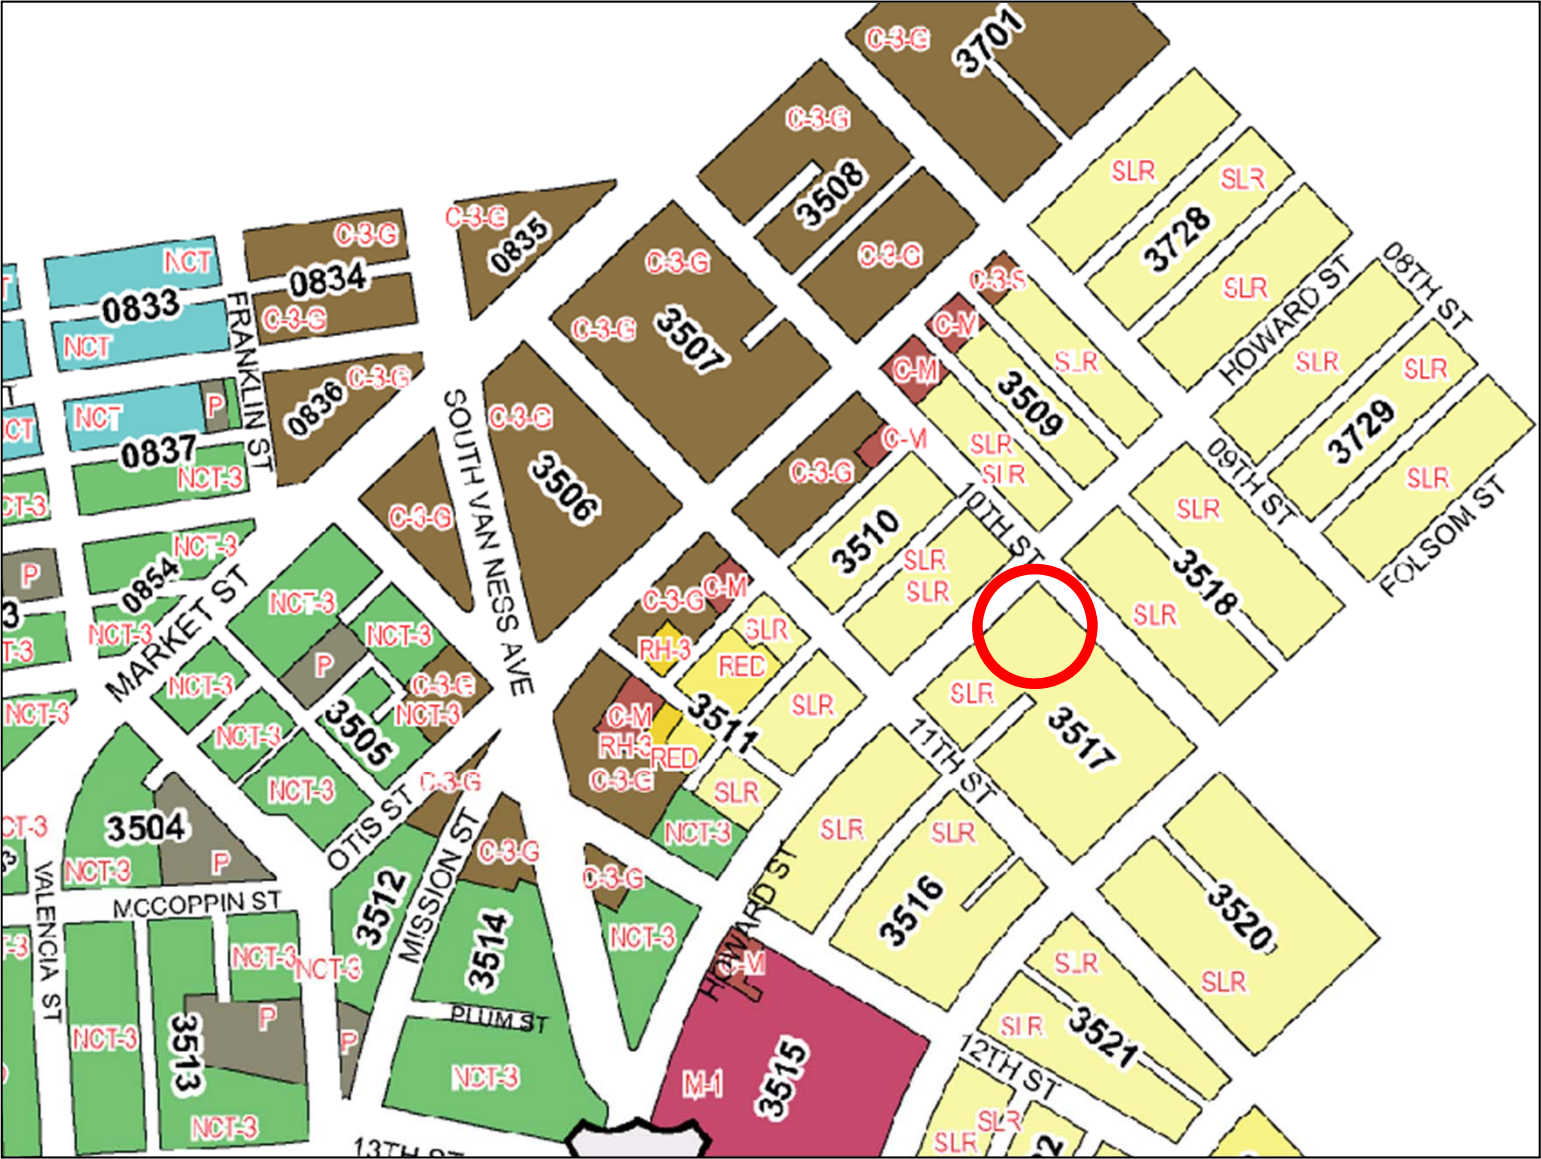 C-3-G
3701
C-3-G
3508
C-3-G
SLR
SLR
3728
SLR
HOWARD ST
08TH ST
SLR
SLR
3729
SLR
FOLSOM ST
09TH ST
NCT
0833
NCT
FRANKLIN ST
C-3-G
0834
C-3-G
C-3-G
0835
C-3-G
C-3-G
3507
C-3-S
C-M
C-M
SLR
3509
SLR
SLR
NCT
P
0837
NCT-3
C-3-G
0836
SOUTH VAN NESS AVE
C-3-G
3506
C-3-G
C-M
C-3-G
3510
SLR
SLR
10TH ST
SLR
3518
SLR
NCT-3
0854
NCT-3
P
MARKET ST
NCT-3
NCT-3
P
NCT-3
C-3-G
NCT-3
3505
NCT-3
NCT-3
NCT-3
C-3-G
C-3-G
C-M
RH-3
SLR
RED
3511
SLR
C-M
RH-3
RED
C-3-G
SLR
NCT-3
SLR
3517
11TH ST
SLR
SLR
3516
3504
NCT-3
P
OTIS ST
MISSION ST
C-3-G
C-3-G
NCT-3
HOWARD ST
C-M
3520
SLR
VALENCIA ST
MCCOPPIN ST
NCT-3
NCT-3
3512
3514
NCT-3
P
3513
NCT-3
P
PLUM ST
NCT-3
13TH ST
M-1
3515
SLR
SLR
3521
12TH ST
SLR
SLR